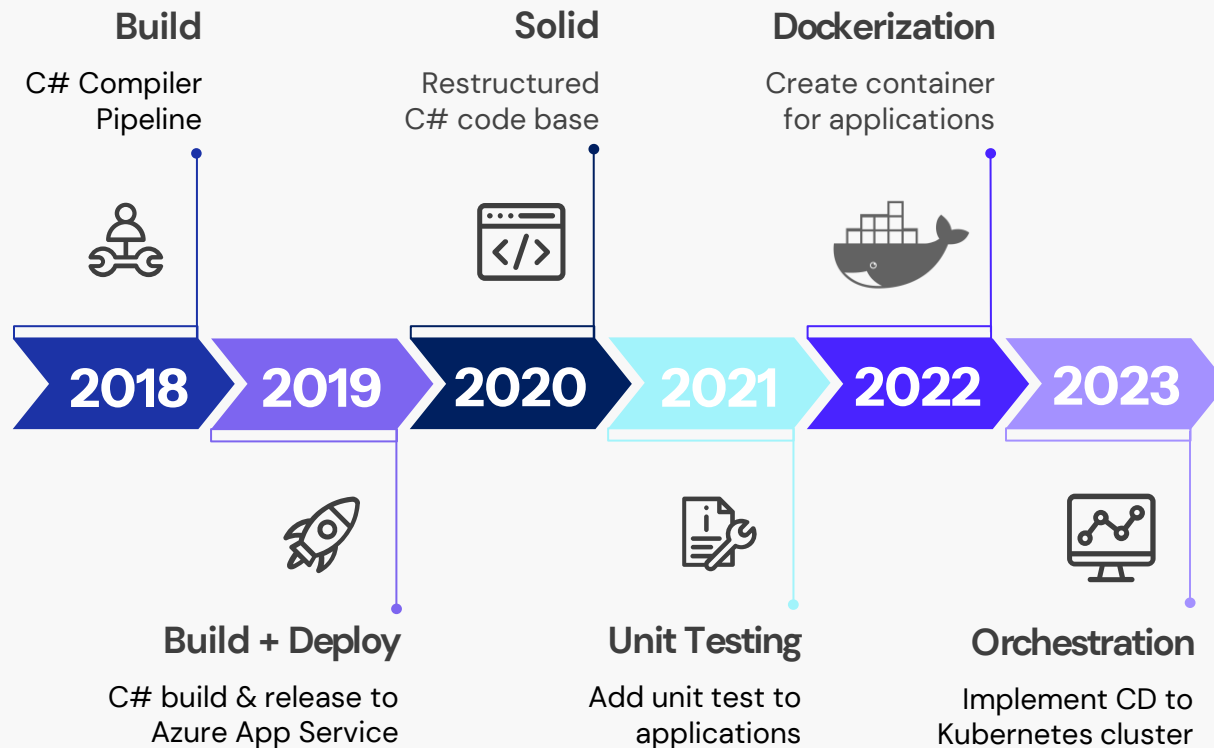 Build
C# Compiler
Pipeline
Solid
Restructured
C# code base
Dockerization
Create container
for applications
2018
2019
2020
2021
2022
2023
Build + Deploy
C# build & release to
Azure App Service
Unit Testing
Add unit test to
applications
Orchestration
Implement CD to
Kubernetes cluster